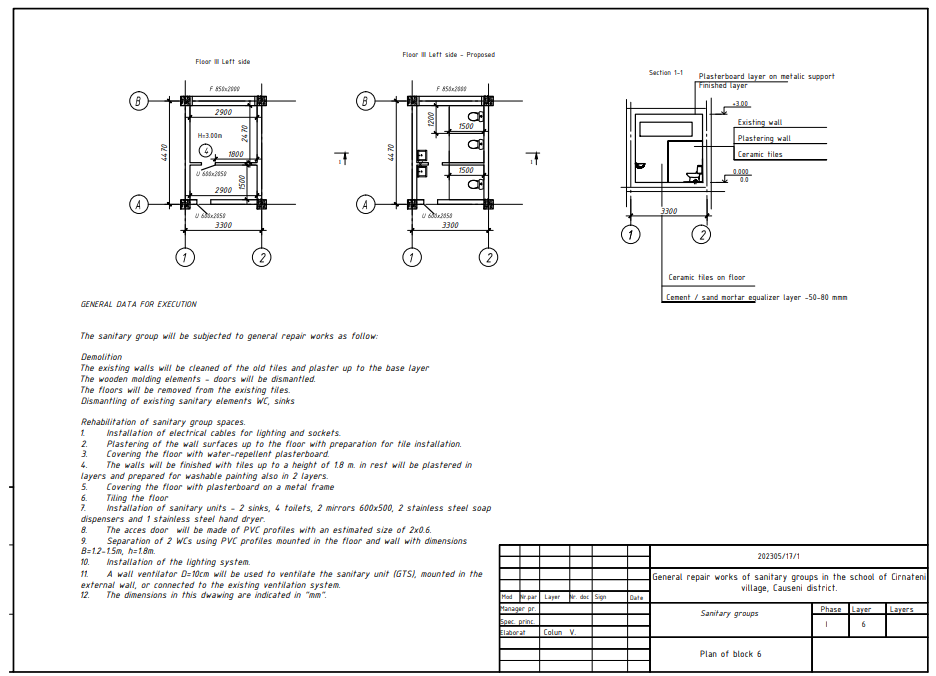 Floor III Left side
F 850x2000
B
2900
2470
H=3.00m
4
4470
1800
U 600x2050
1500
2900
A
U 600x2050
3300
1
2
Floor III Left side - Proposed
F 850x2000
B
1200
1500
4470
1500
A
U 600x2050
3300
1
2
Section 1-1
Plasterboard layer on metalic support
Finished layer
+3.00
Existing wall
Plastering wall
Ceramic tiles
0.000
0.0
3300
1
2
Ceramic tiles on floor
Cement / sand mortar equalizer layer -50-80 mmm
GENERAL DATA FOR EXECUTION
The sanitary group will be subjected to general repair works as follow:
Demolition
The existing walls will be cleaned of the old tiles and plaster up to the base layer
The wooden molding elements - doors will be dismantled.
The floors will be removed from the existing tiles.
Dismantling of existing sanitary elements WC, sinks
Rehabilitation of sanitary group spaces.
1. Installation of electrical cables for lighting and sockets.
2. Plastering of the wall surfaces up to the floor with preparation for tile installation.
3. Covering the floor with water-repellent plasterboard.
4. The walls will be finished with tiles up to a height of 1.8 m. in rest will be plastered in
layers and prepared for washable painting also in 2 layers.
5. Covering the floor with plasterboard on a metal frame
6. Tiling the floor
7. Installation of sanitary units - 2 sinks, 4 toilets, 2 mirrors 600x500, 2 stainless steel soap
dispensers and 1 stainless steel hand dryer.
8. The acces door will be made of PVC profiles with an estimated size of 2x0.6.
9. Separation of 2 WCs using PVC profiles mounted in the floor and wall with dimensions
B=1.2-1.5m, h=1.8m.
10. Installation of the lighting system.
11. A wall ventilator D=10cm will be used to ventilate the sanitary unit (GTS), mounted in the
external wall, or connected to the existing ventilation system.
12. The dimensions in this dwawing are indicated in "mm".
202305/17/1
General repair works of sanitary groups in the school of Cirnateni
village, Causeni district.
Mod Nr.par Layer Nr. doc Sign Date
Manager pr.
Spec. princ.
Elaborat Colun V.
Sanitary groups
Phase Layer Layers
I 6
Plan of block 6